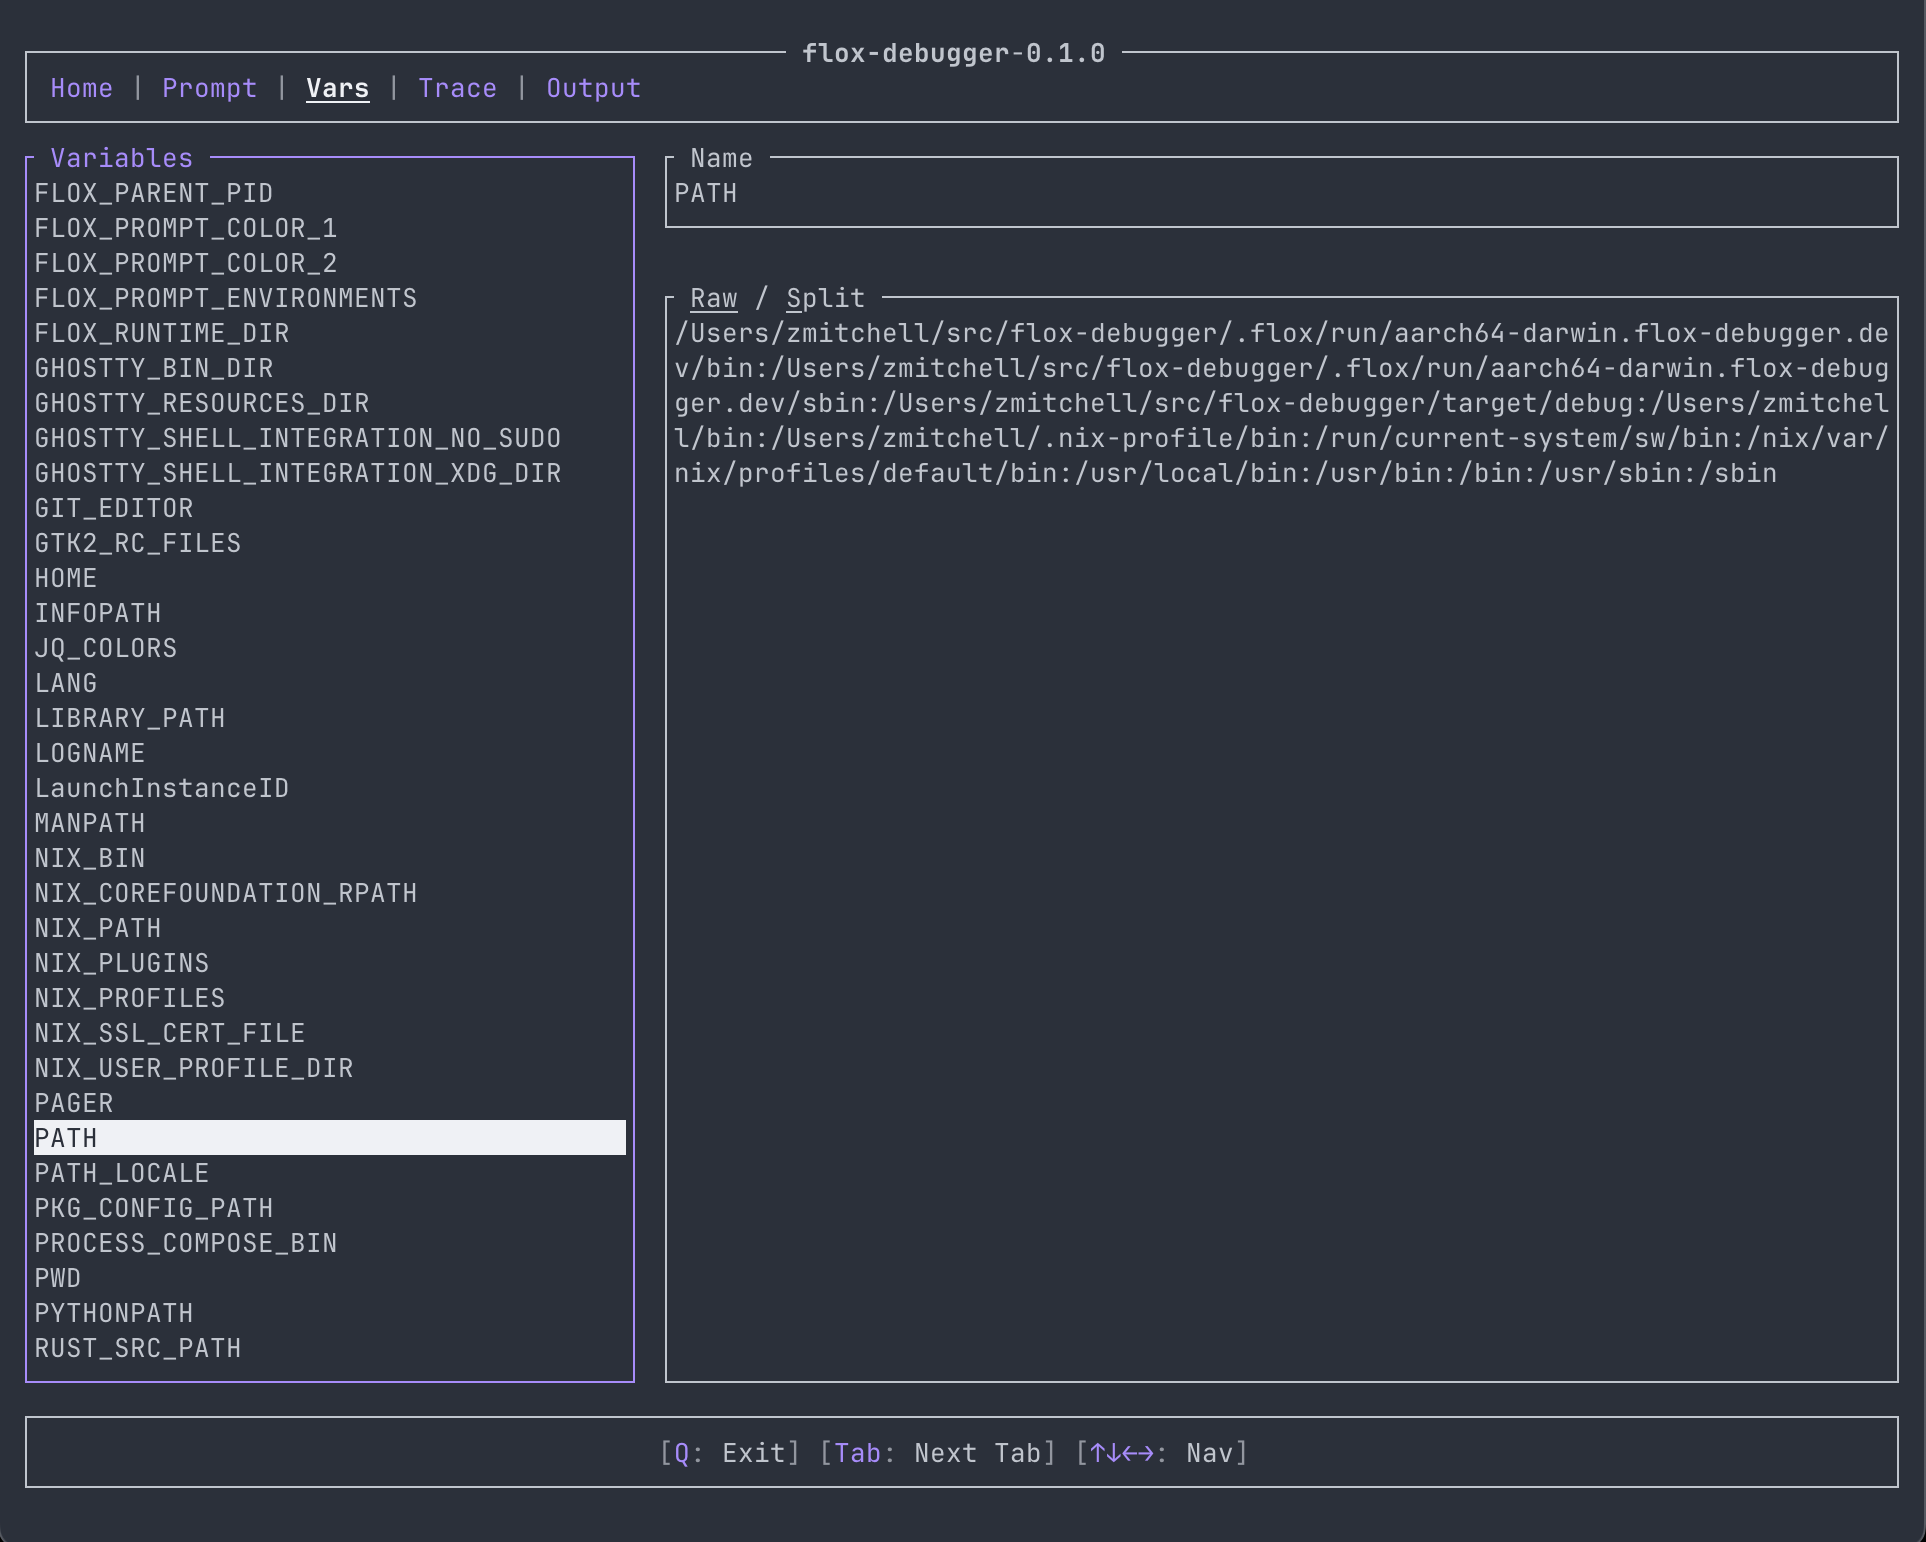 flox-debugger-0.1.0
Home | Prompt | Vars | Trace | Output
Variables
FLOX_PARENT_PID
FLOX_PROMPT_COLOR_1
FLOX_PROMPT_COLOR_2
FLOX_PROMPT_ENVIRONMENTS
FLOX_RUNTIME_DIR
GHOSTTY_BIN_DIR
GHOSTTY_RESOURCES_DIR
GHOSTTY_SHELL_INTEGRATION_NO_SUDO
GHOSTTY_SHELL_INTEGRATION_XDG_DIR
GIT_EDITOR
GTK2_RC_FILES
HOME
INFOPATH
JQ_COLORS
LANG
LIBRARY_PATH
LOGNAME
LaunchInstanceID
MANPATH
NIX_BIN
NIX_COREFOUNDATION_RPATH
NIX_PATH
NIX_PLUGINS
NIX_PROFILES
NIX_SSL_CERT_FILE
NIX_USER_PROFILE_DIR
PAGER
PATH
PATH_LOCALE
PKG_CONFIG_PATH
PROCESS_COMPOSE_BIN
PWD
PYTHONPATH
RUST_SRC_PATH
Name
PATH
Raw / Split
/Users/zmitchell/src/flox-debugger/.flox/run/aarch64-darwin.flox-debugger.de
v/bin:/Users/zmitchell/src/flox-debugger/.flox/run/aarch64-darwin.flox-debug
ger.dev/sbin:/Users/zmitchell/src/flox-debugger/target/debug:/Users/zmitchel
l/bin:/Users/zmitchell/.nix-profile/bin:/run/current-system/sw/bin:/nix/var/
nix/profiles/default/bin:/usr/local/bin:/usr/bin:/bin:/usr/sbin:/sbin
[Q: Exit] [Tab: Next Tab] [↑↓←→: Nav]